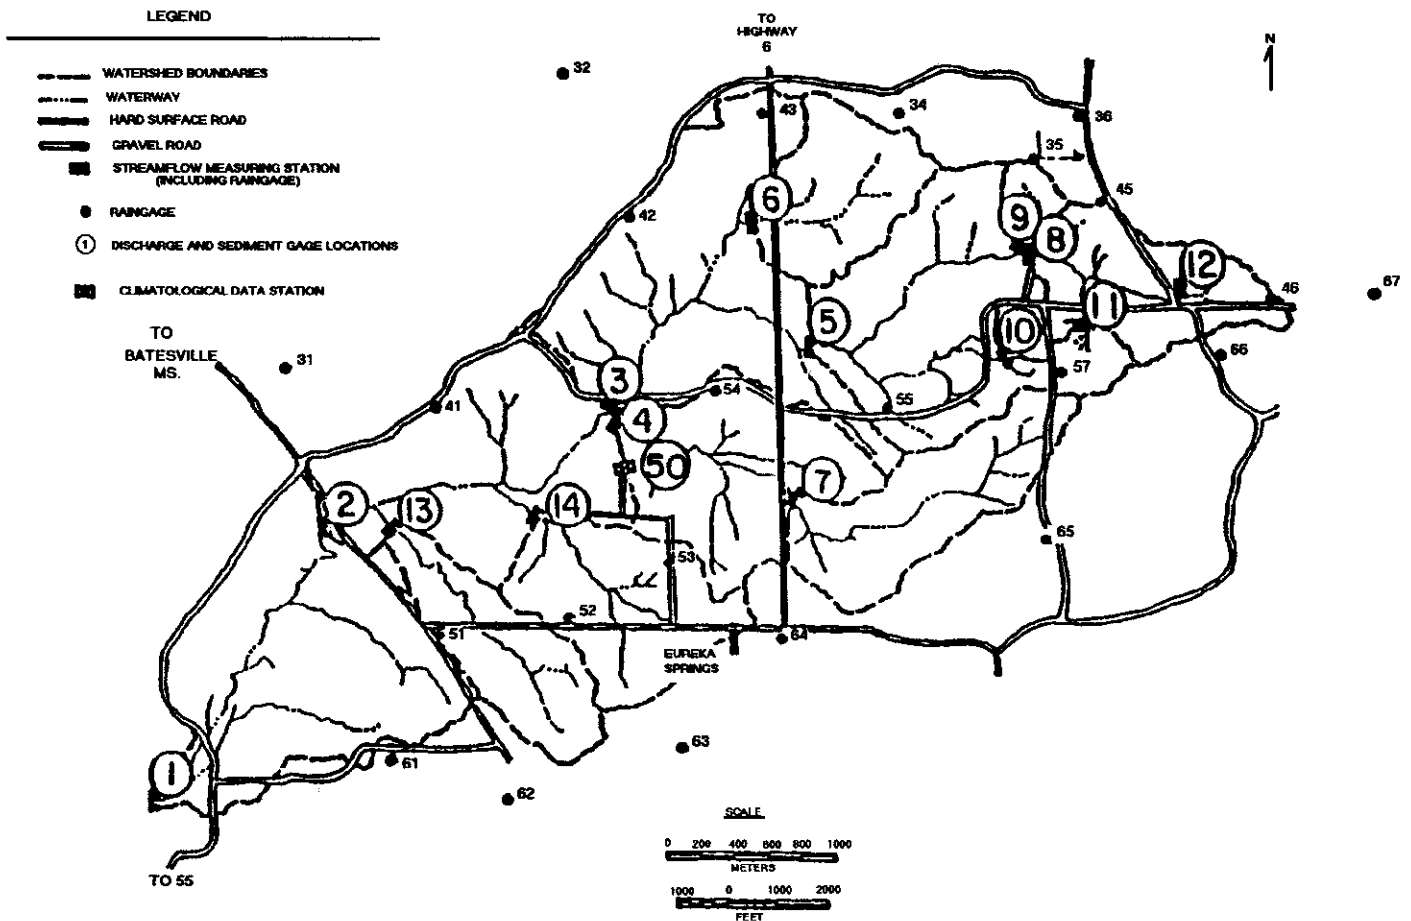 LEGEND
WATERSHED BOUNDARIES
WATERWAY
HARD SURFACE ROAD
GRAVEL ROAD
STREAMFLOW MEASURING STATION
(INCLUDING RAINGAGE)
RAINGAGE
1 DISCHARGE AND SEDIMENT GAGE LOCATIONS
CLIMATOLOGICAL DATA STATION
TO
HIGHWAY
6
N
32
43
34
36
35
45
42
6
9
8
12
46
67
5
11
10
66
57
TO
BATESVILLE
MS.
31
41
3
54
55
4
50
7
2
13
14
65
53
52
51
64
EUREKA
SPRINGS
63
1
61
62
TO 55
SCALE
0 200 400 600 800 1000
METERS
1000 0 1000 2000
FEET